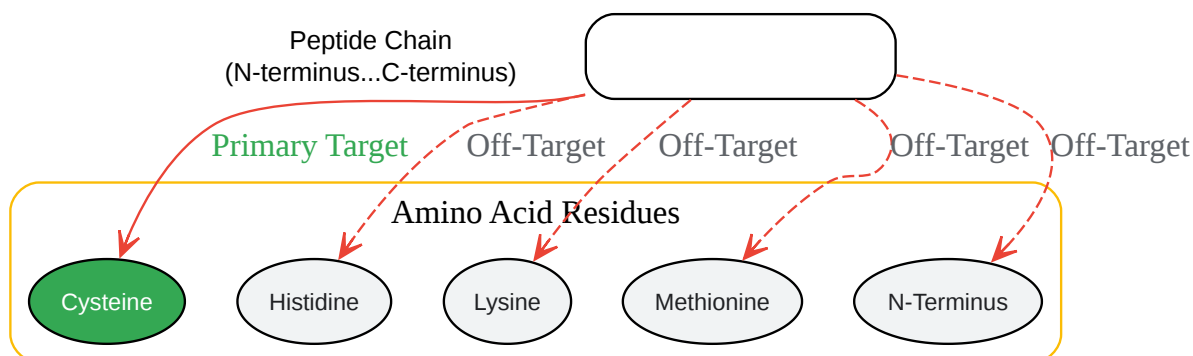 Peptide Chain
(N-terminus...C-terminus)
Primary Target Off-Target Off-Target Off-Target Off-Target
Amino Acid Residues
Cysteine Histidine Lysine Methionine N-Terminus